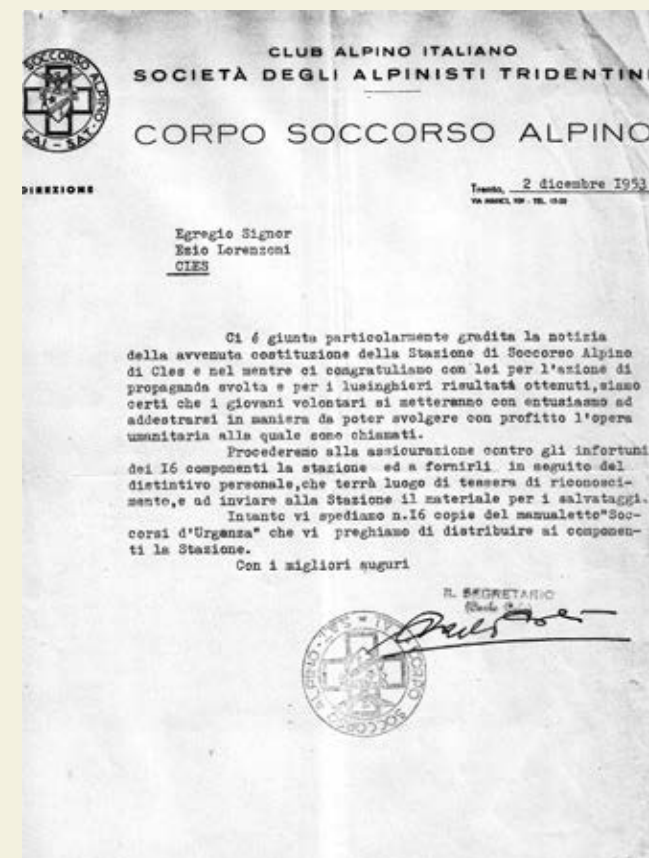 CLUB ALPINO ITALIANO
SOCIETÀ DEGLI ALPINISTI TRIDENTINI
CORPO SOCCORSO ALPINO
SOCCORSO ALPINO
CAI - SAT
DIREZIONE
Trento, 2 dicembre I953
Egregio Signor
Ezio Lorenzoni
CLES
Ci é giunta particolarmente gradita la notizia
della avvenuta costituzione della Stazione di Soccorso Alpino
di Cles e nel mentre ci congratuliamo con lei per l'azione di
propaganda svolta e per i lusinghieri risultati ottenuti,siamo
certi che i giovani volontari si metteranno con entusiasmo ad
addestrarsi in maniera da poter svolgere con profitto l'opera
umanitaria alla quale sono chiamati.
Procederemo alla assicurazione contro gli infortuni
dei I6 componenti la stazione ed a fornirli in seguito del
distintivo personale,che terrà luogo di tessera di riconosci-
mento,e ad inviare alla Stazione il materiale per i salvataggi.
Intanto vi spediamo n.I6 copie del manualetto"Soc-
corsi d'Urgenza" che vi preghiamo di distribuire ai componen-
ti la Stazione.
Con i migliori auguri
IL SEGRETARIO
SOCCORSO ALPINO